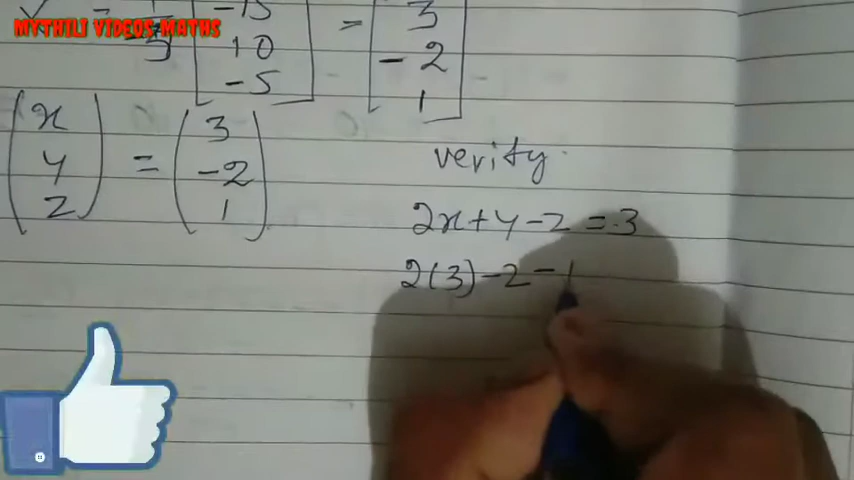 MYTHILI VIDEOS MATHS
-15
10
-5
=
3
-2
1
x
y
z
=
3
-2
1
verify
2x+y-z=3
2(3)-2-1